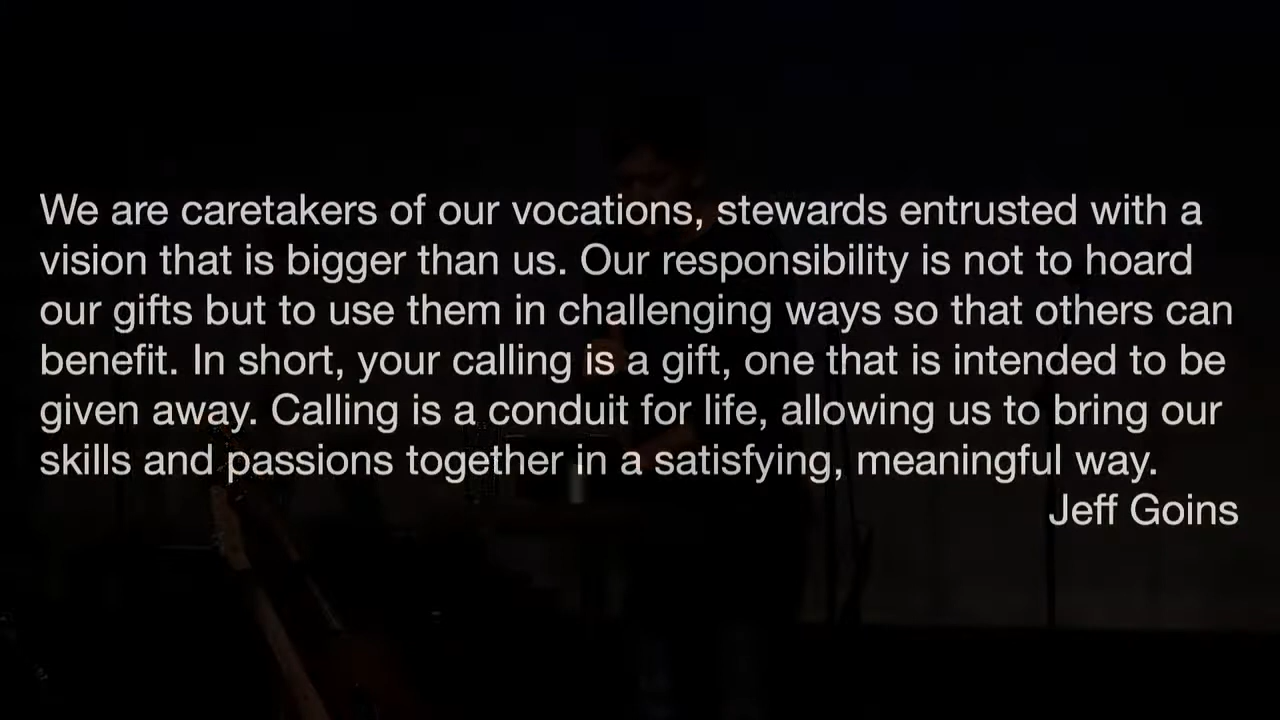 We are caretakers of our vocations, stewards entrusted with a
vision that is bigger than us. Our responsibility is not to hoard
our gifts but to use them in challenging ways so that others can
benefit. In short, your calling is a gift, one that is intended to be
given away. Calling is a conduit for life, allowing us to bring our
skills and passions together in a satisfying, meaningful way.
Jeff Goins